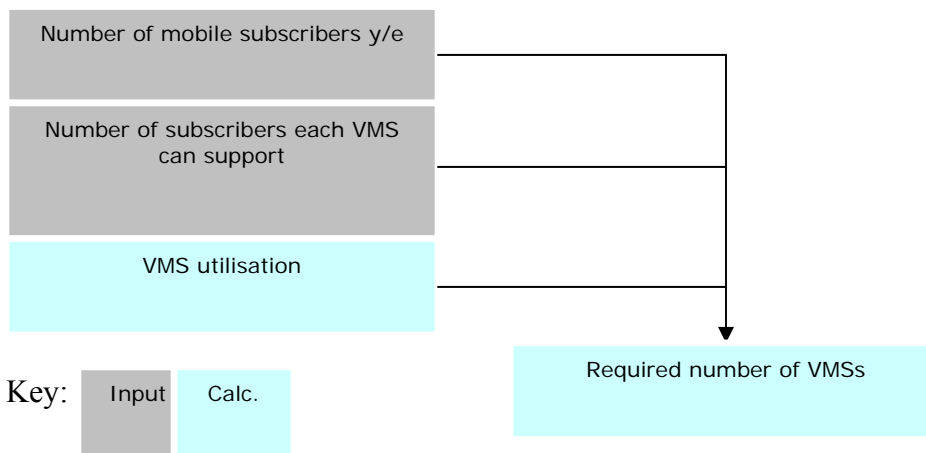 Number of mobile subscribers y/e
Number of subscribers each VMS
can support
VMS utilisation
Required number of VMSs
Key: Input Calc.